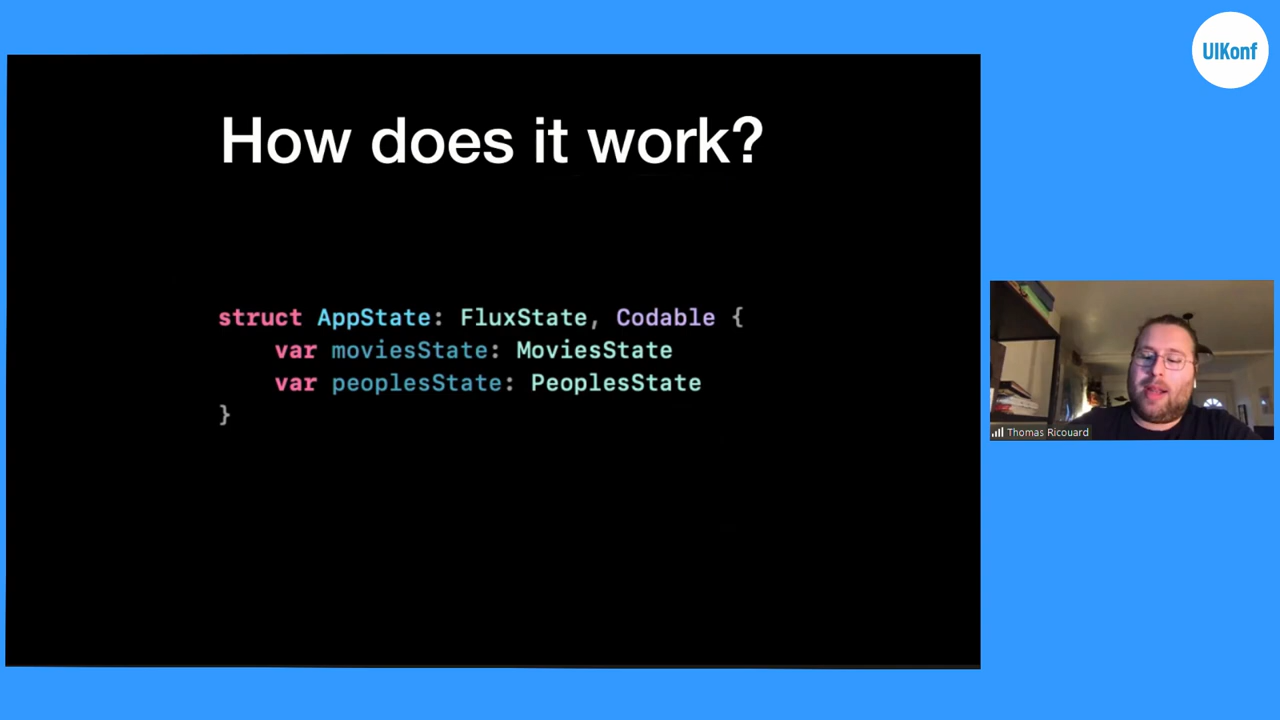 UIKonf
How does it work?
struct AppState: FluxState, Codable {
    var moviesState: MoviesState
    var peoplesState: PeoplesState
}
Thomas Ricouard